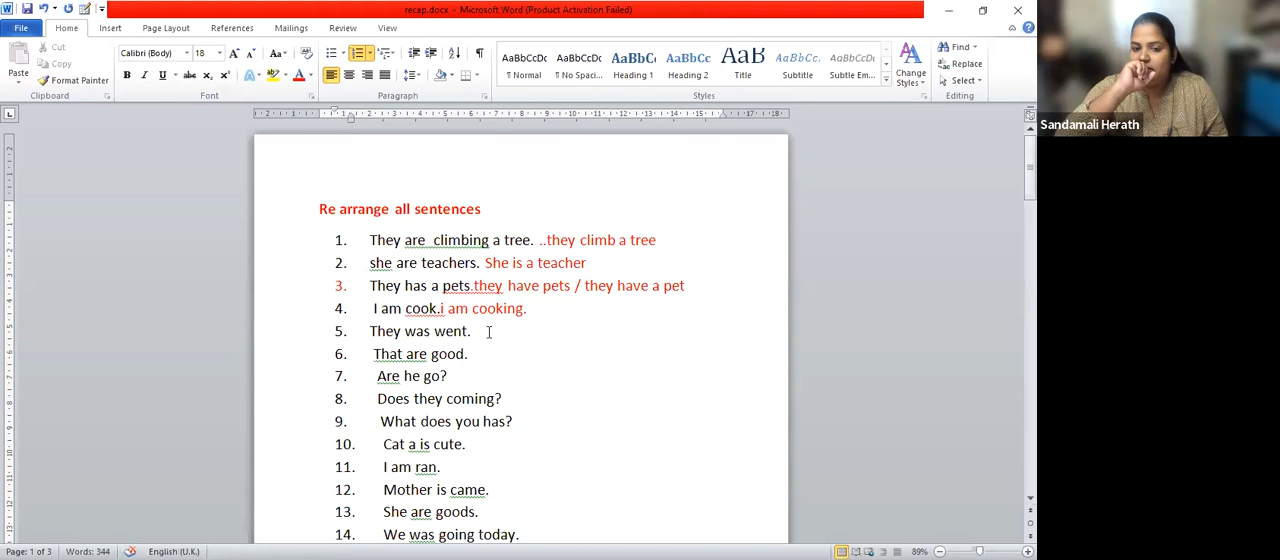 recap.docx - Microsoft Word (Product Activation Failed)
File Home Insert Page Layout References Mailings Review View
Cut
Copy
Paste
Format Painter
Clipboard
Calibri (Body) 18
Font
Paragraph
AaBbCcDc AaBbCcDc AaBbCc AaBbCc AaB AaBbCc AaBbCcDc
¶ Normal ¶ No Spaci... Heading 1 Heading 2 Title Subtitle Subtle Em...
Styles
Change Styles
Find
Replace
Select
Editing
Sandamali Herath
Re arrange all sentences
1. They are climbing a tree. ..they climb a tree
2. she are teachers. She is a teacher
3. They has a pets.they have pets / they have a pet
4. I am cook.i am cooking.
5. They was went.
6. That are good.
7. Are he go?
8. Does they coming?
9. What does you has?
10. Cat a is cute.
11. I am ran.
12. Mother is came.
13. She are goods.
14. We was going today.
Page: 1 of 3 Words: 344 English (U.K.) 89%